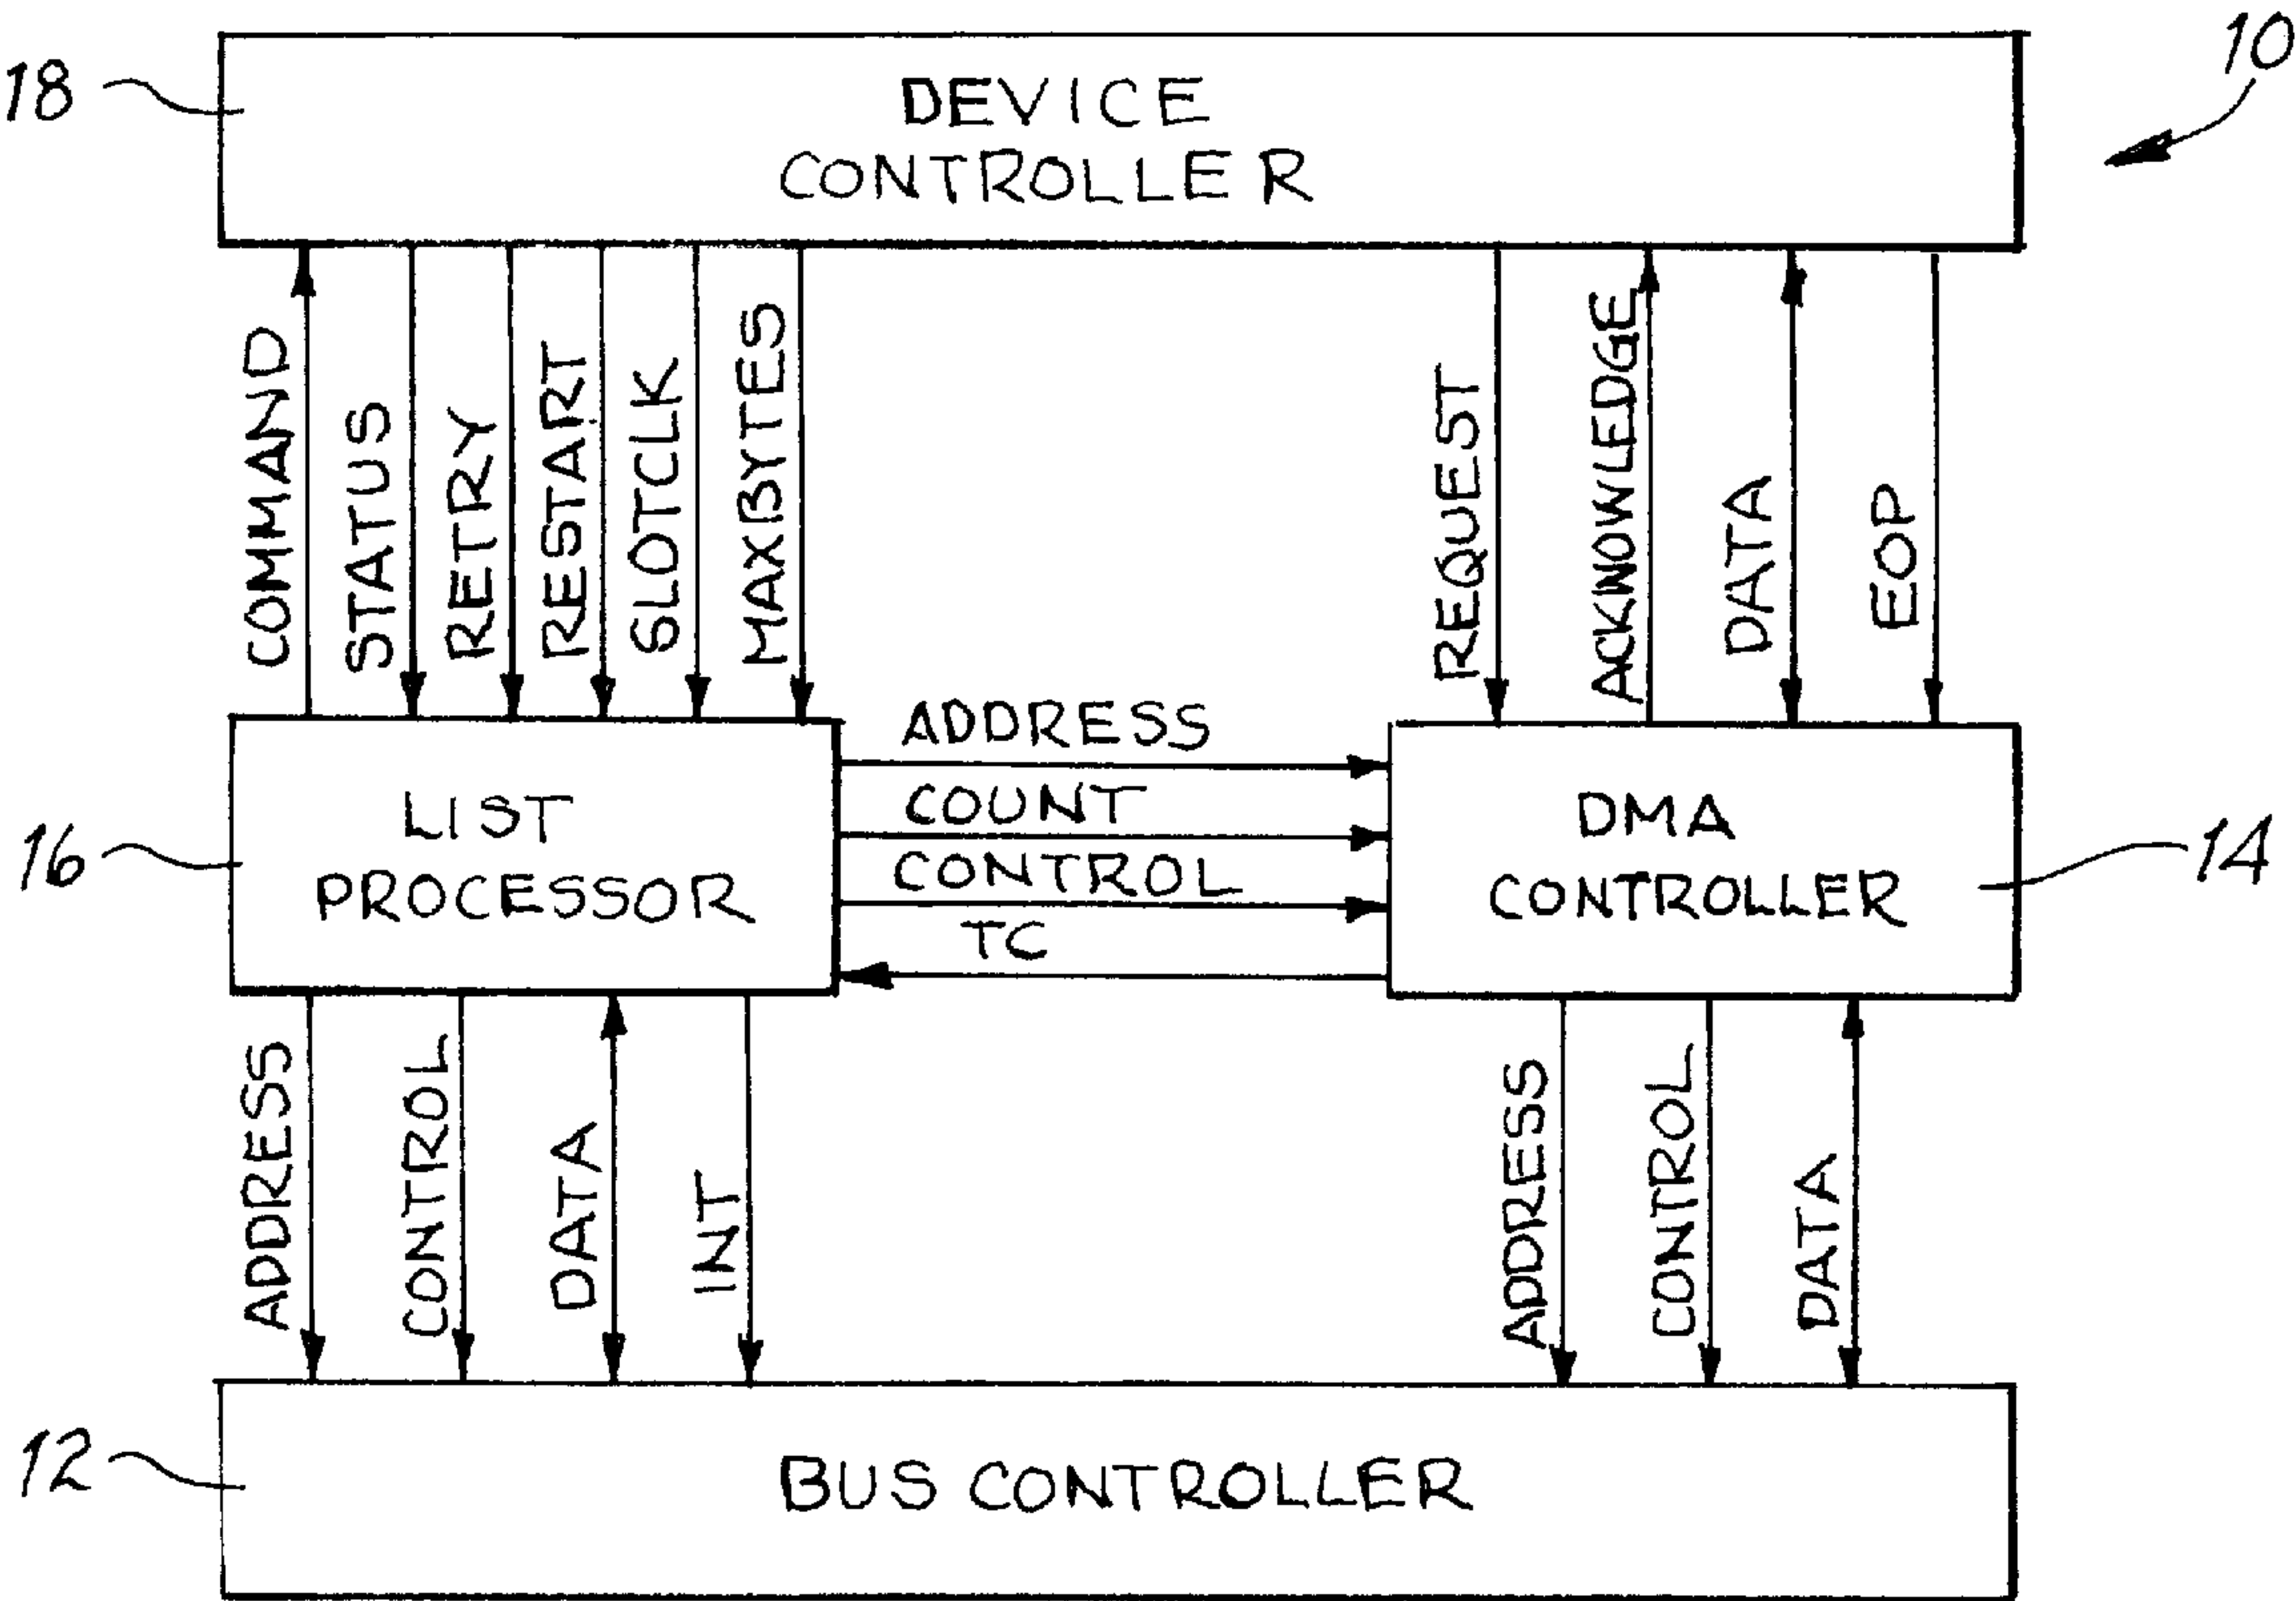 10
18
DEVICE
CONTROLLER
COMMAND
STATUS
RETRY
RESTART
SLOTCLK
MAXBYTES
REQUEST
ACKNOWLEDGE
DATA
EOP
ADDRESS
COUNT
CONTROL
TC
16
LIST
PROCESSOR
DMA
CONTROLLER
14
ADDRESS
CONTROL
DATA
INT
ADDRESS
CONTROL
DATA
12
BUS CONTROLLER